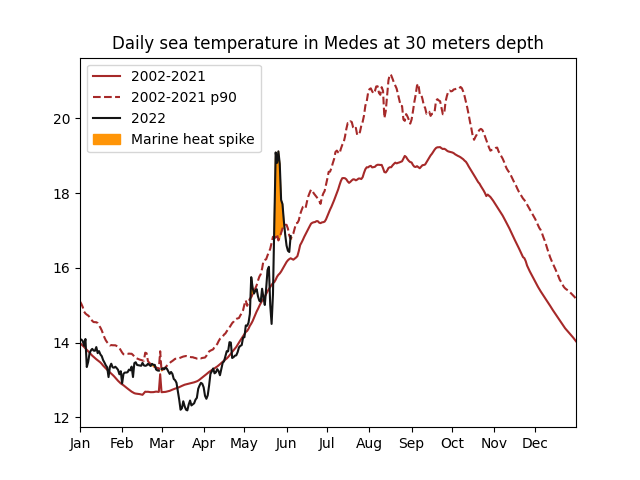 Daily sea temperature in Medes at 30 meters depth
2002-2021
2002-2021 p90
2022
Marine heat spike
20
18
16
14
12
Jan Feb Mar Apr May Jun Jul Aug Sep Oct Nov Dec